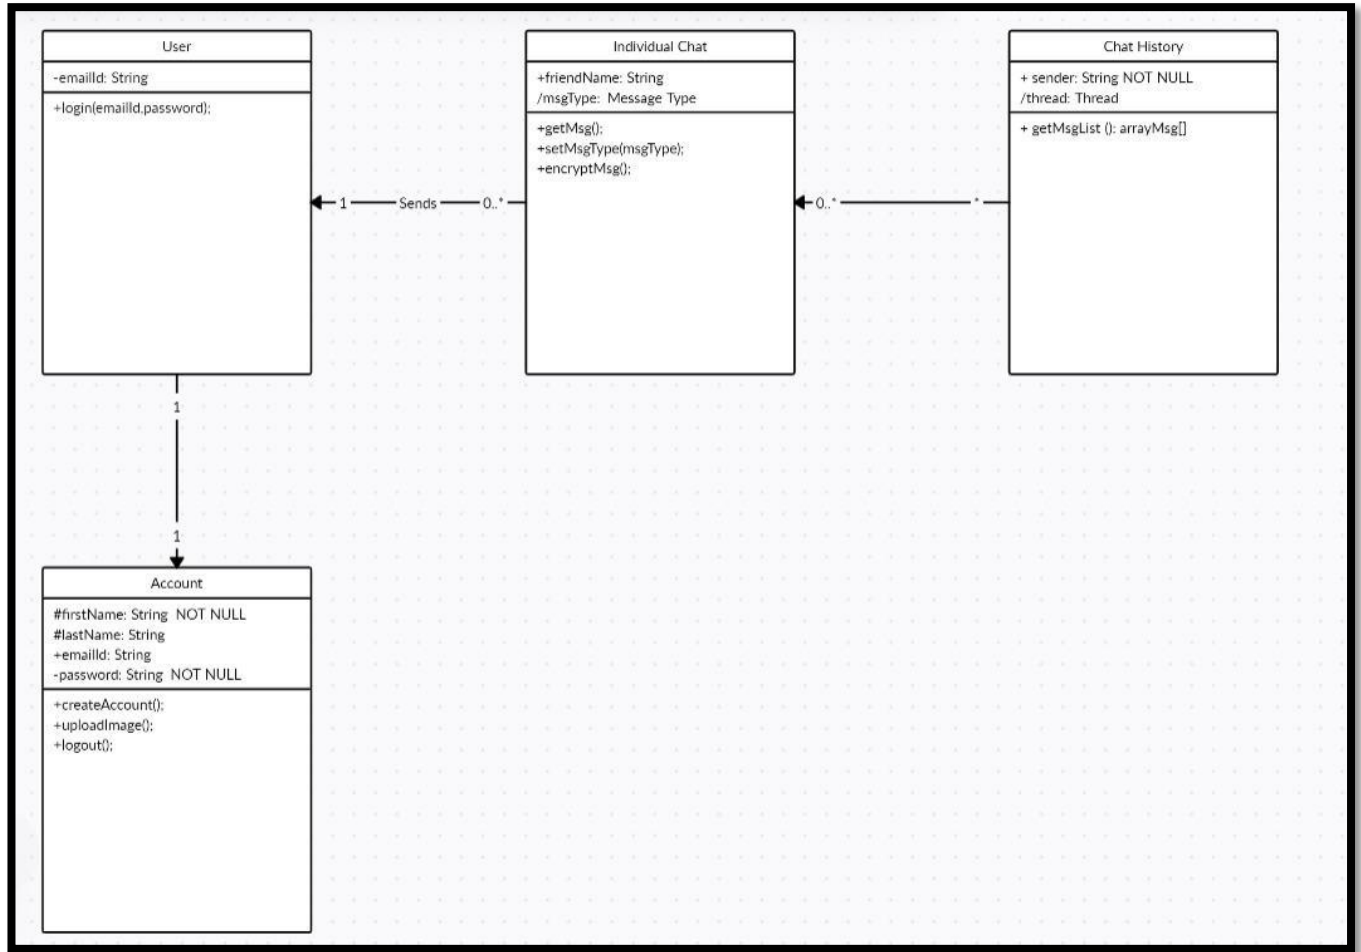 User
-emailId: String
+login(emailId,password);
Individual Chat
+friendName: String
/msgType: Message Type
+getMsg();
+setMsgType(msgType);
+encryptMsg();
Chat History
+ sender: String NOT NULL
/thread: Thread
+ getMsgList (): arrayMsg[]
1 Sends 0..*
0..* *
1
1
Account
#firstName: String NOT NULL
#lastName: String
+emailId: String
-password: String NOT NULL
+createAccount();
+uploadImage();
+logout();